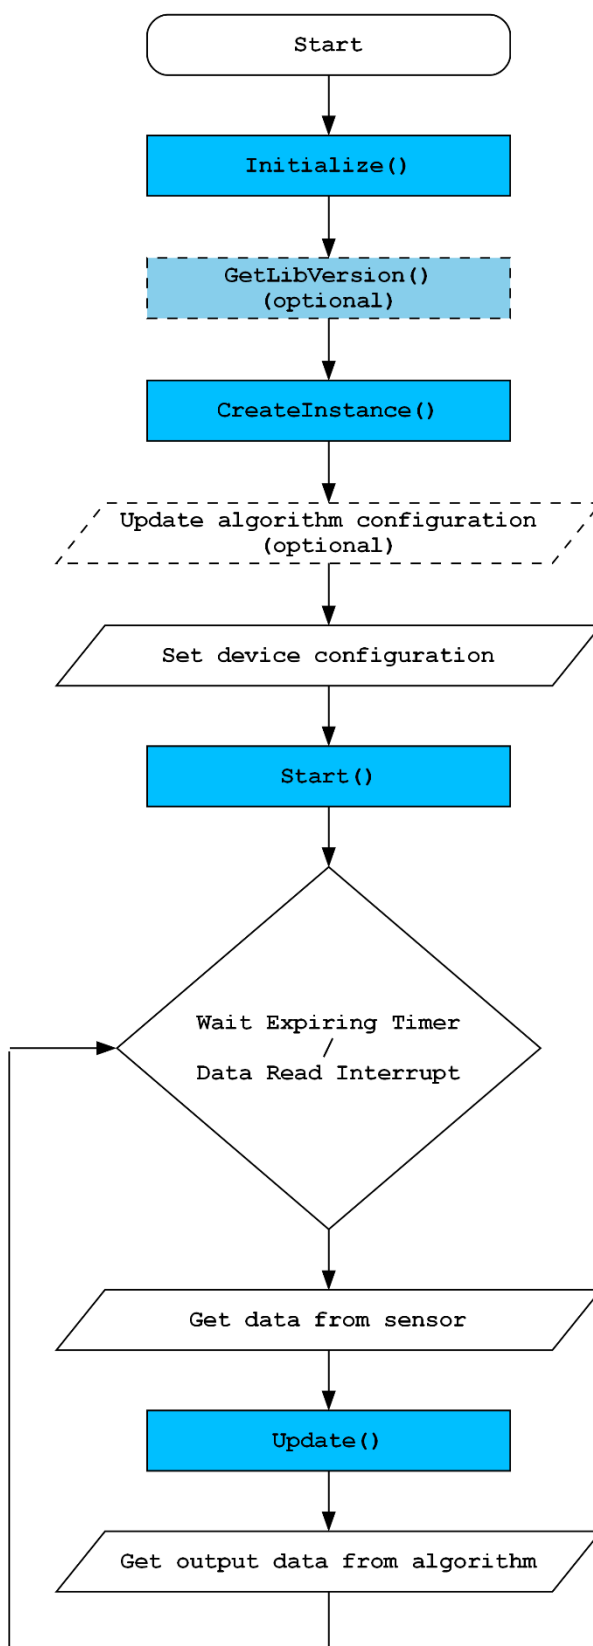 Start
Initialize()
GetLibVersion()
(optional)
CreateInstance()
Update algorithm configuration
(optional)
Set device configuration
Start()
Wait Expiring Timer
/
Data Read Interrupt
Get data from sensor
Update()
Get output data from algorithm